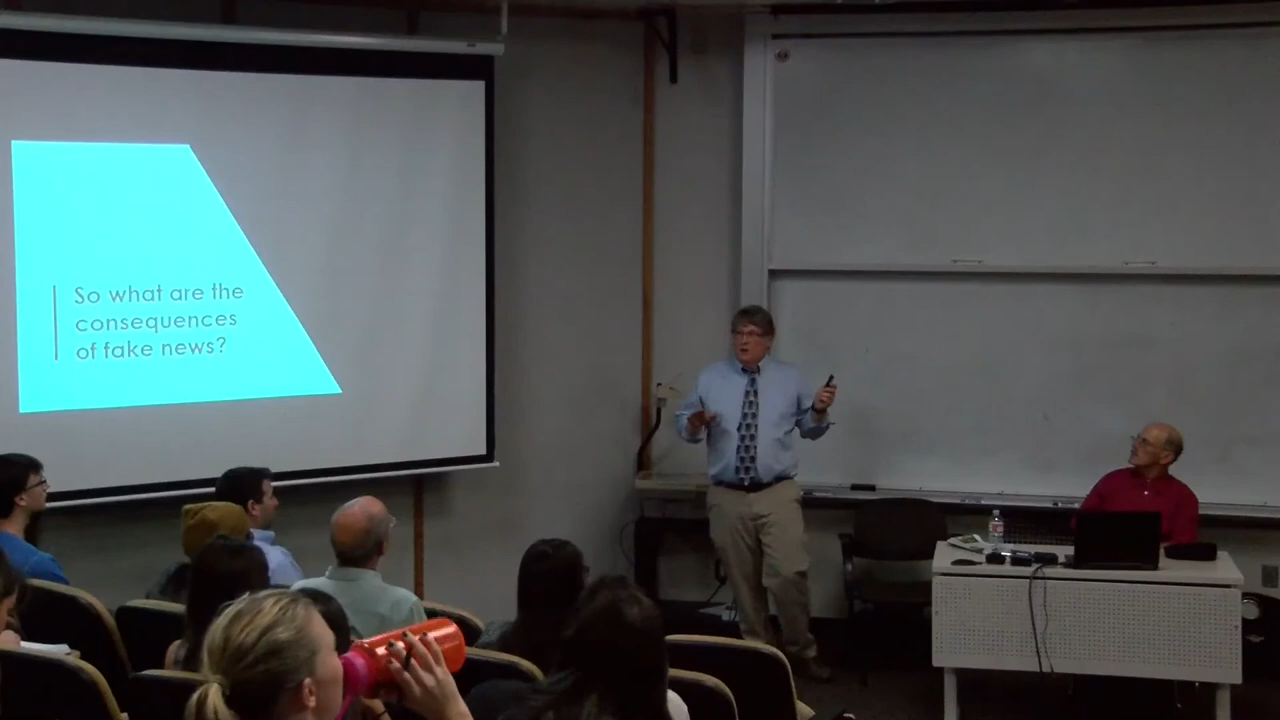 So what are the
consequences
of fake news?